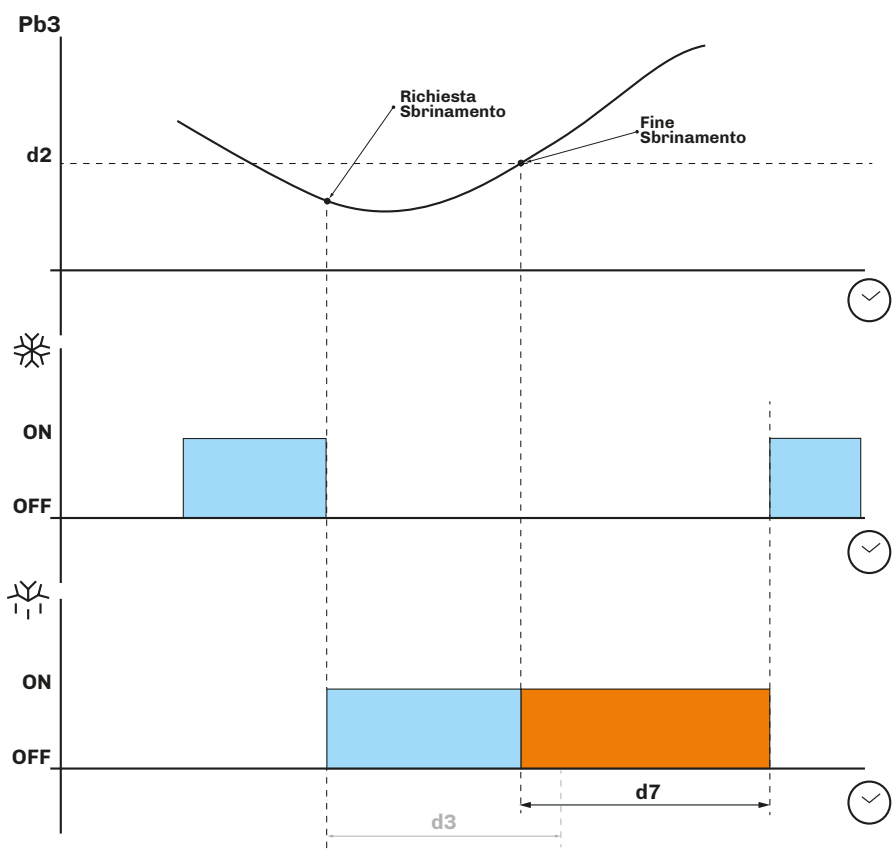 Pb3
Richiesta
Sbrinamento
Fine
Sbrinamento
d2
ON
OFF
ON
OFF
d7
d3